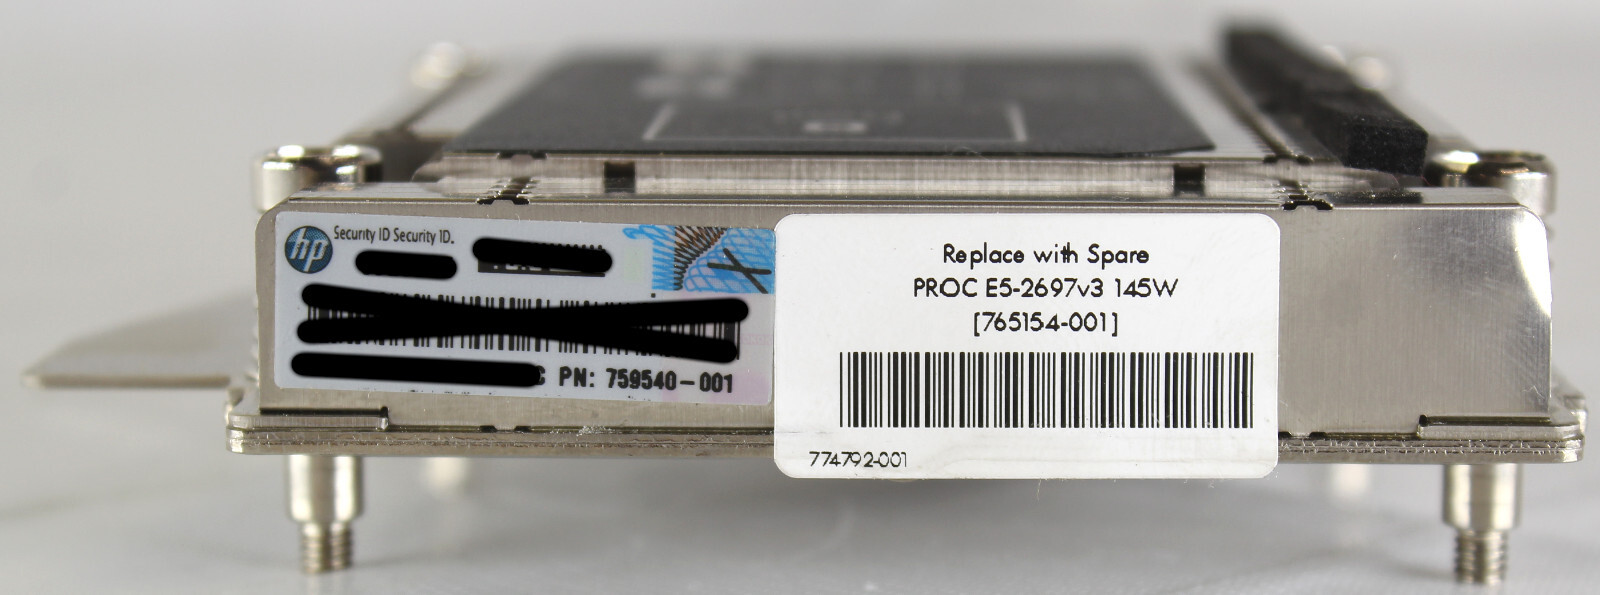 hp
Security ID Security ID.
PN: 759540-001
Replace with Spare
PROC E5-2697v3 145W
[765154-001]
774792-001